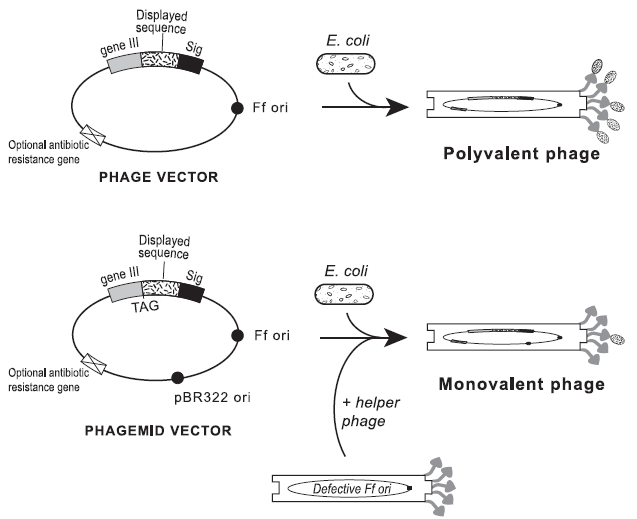 Displayed
sequence
gene III
Sig
E. coli
Ff ori
Optional antibiotic
resistance gene
PHAGE VECTOR
Polyvalent phage
Displayed
sequence
gene III
Sig
TAG
E. coli
Ff ori
Optional antibiotic
resistance gene
pBR322 ori
Monovalent phage
+ helper
phage
PHAGEMID VECTOR
Defective Ff ori